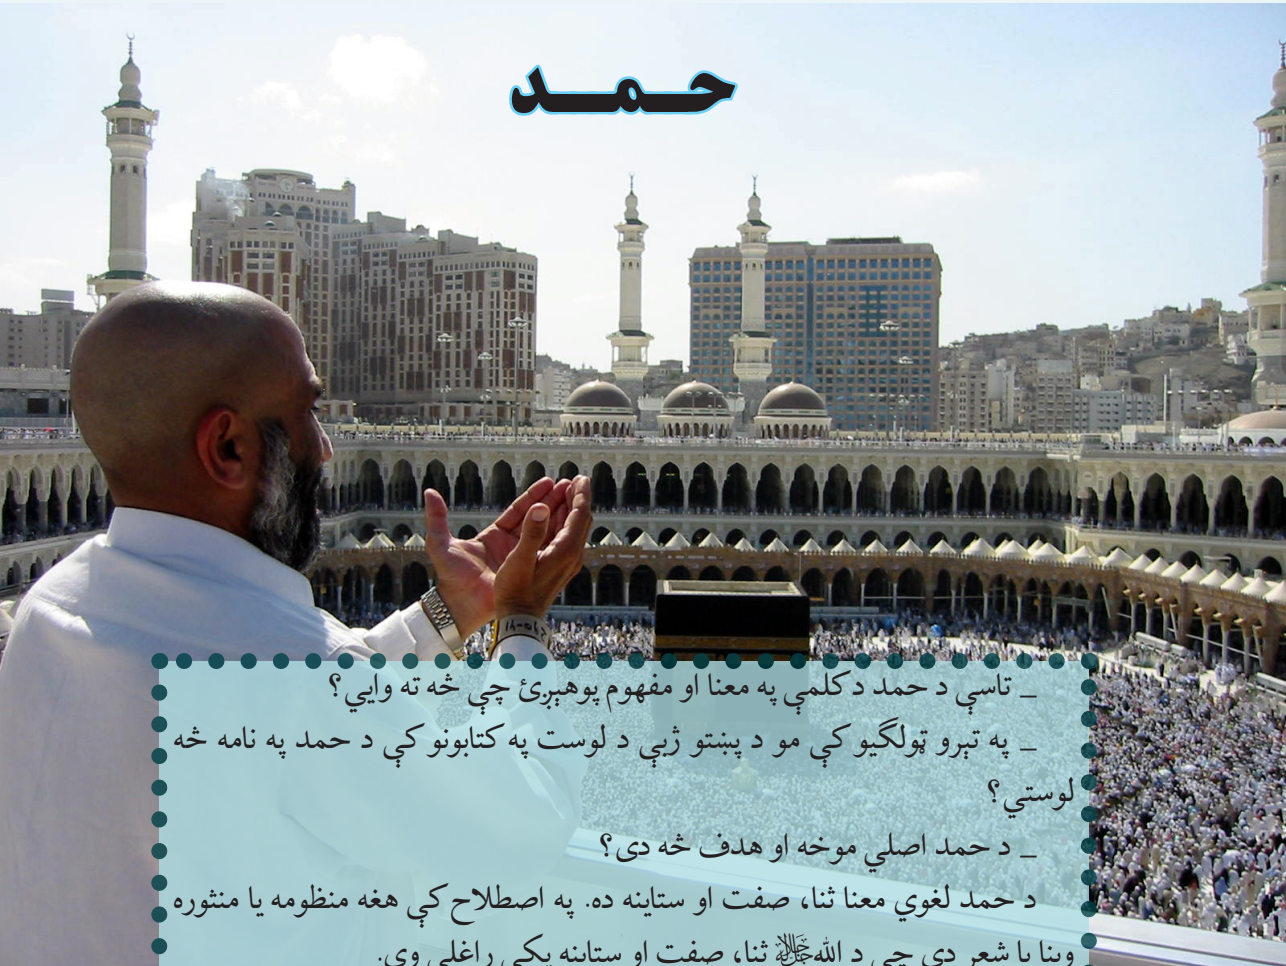 حمد
_ تاسې د حمد د کلمې په معنا او مفهوم پوهېږئ چې څه ته وايي؟
_ په تېرو ټولګيو کې مو د پښتو ژبې د لوست په کتابونو کې د حمد په نامه څه
لوستي؟
_ د حمد اصلي موخه او هدف څه دی؟
د حمد لغوي معنا ثنا، صفت او ستاينه ده. په اصطلاح کې هغه منظومه يا منثوره
وينا يا شعر دی چې د الله ﷻ ثنا، صفت او ستاينه پکې راغلې وي.